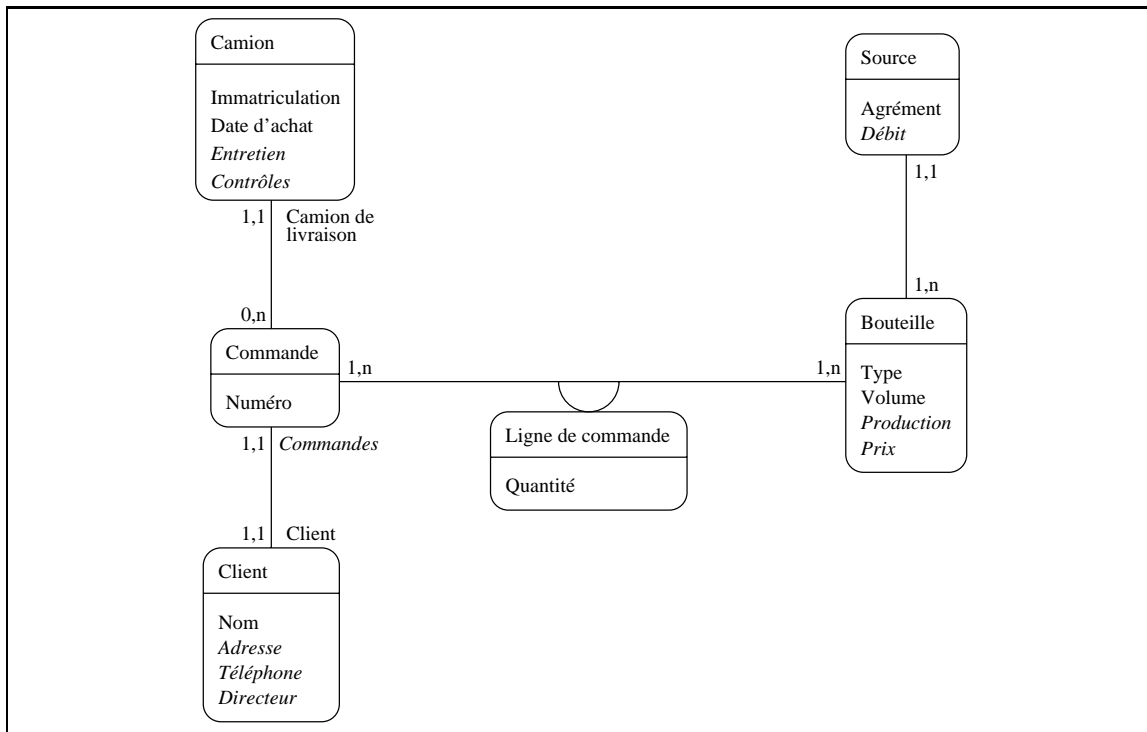 Camion
Immatriculation
Date d'achat
Entretien
Contrôles
1,1
Camion de
livraison
0,n
Commande
Numéro
1,n
1,n
1,1
Commandes
Ligne de commande
Quantité
1,1
Client
Client
Nom
Adresse
Téléphone
Directeur
Source
Agrément
Débit
1,1
1,n
Bouteille
Type
Volume
Production
Prix